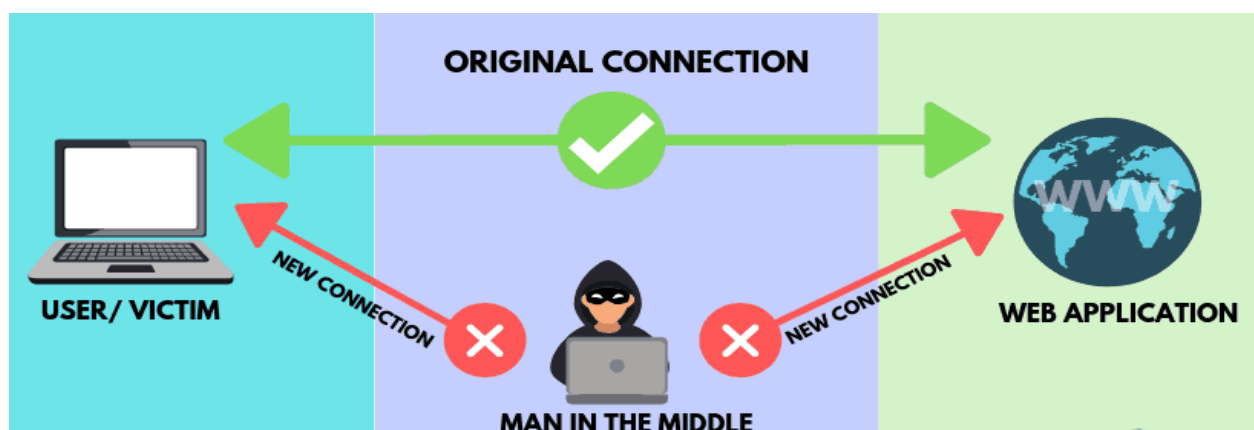 ORIGINAL CONNECTION
WWW
NEW CONNECTION
NEW CONNECTION
USER/ VICTIM
WEB APPLICATION
MAN IN THE MIDDLE